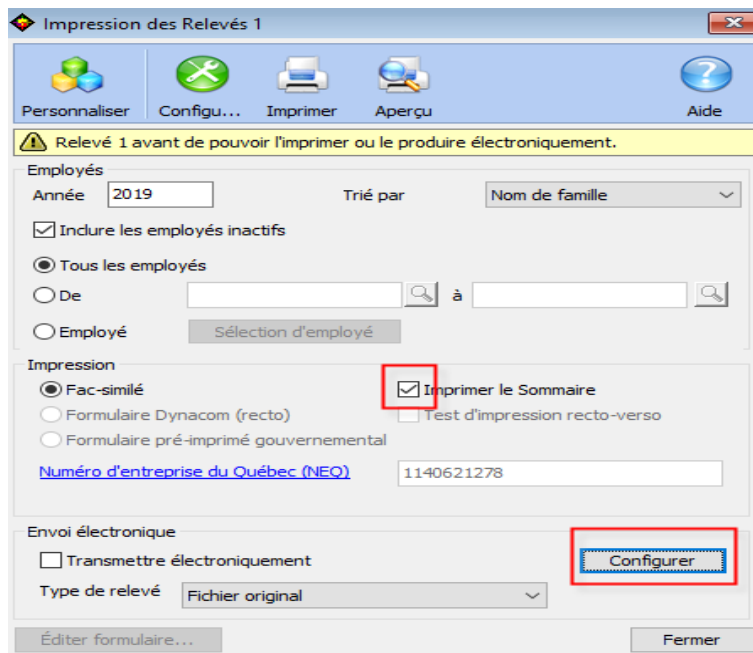 Impression des Relevés 1
Personnaliser Configu... Imprimer Aperçu Aide
Relevé 1 avant de pouvoir l'imprimer ou le produire électroniquement.
Employés
Année 2019 Trié par Nom de famille
Inclure les employés inactifs
Tous les employés
De à
Employé Sélection d'employé
Impression
Fac-similé Imprimer le Sommaire
Formulaire Dynacom (recto) Test d'impression recto-verso
Formulaire pré-imprimé gouvernemental
Numéro d'entreprise du Québec (NEQ) 1140621278
Envoi électronique
Transmettre électroniquement Configurer
Type de relevé Fichier original
Éditer formulaire... Fermer